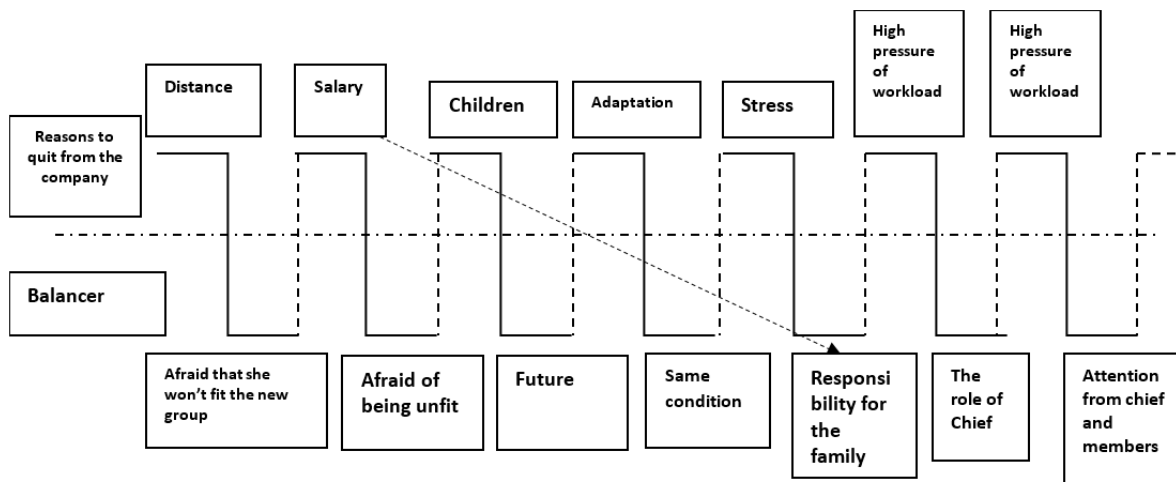 High
pressure
of
workload
High
pressure
of
workload
Distance
Salary
Children
Adaptation
Stress
Reasons to
quit from the
company
Balancer
Afraid that she
won't fit the new
group
Afraid of
being unfit
Future
Same
condition
Responsi
bility for
the
family
The
role of
Chief
Attention
from chief
and
members